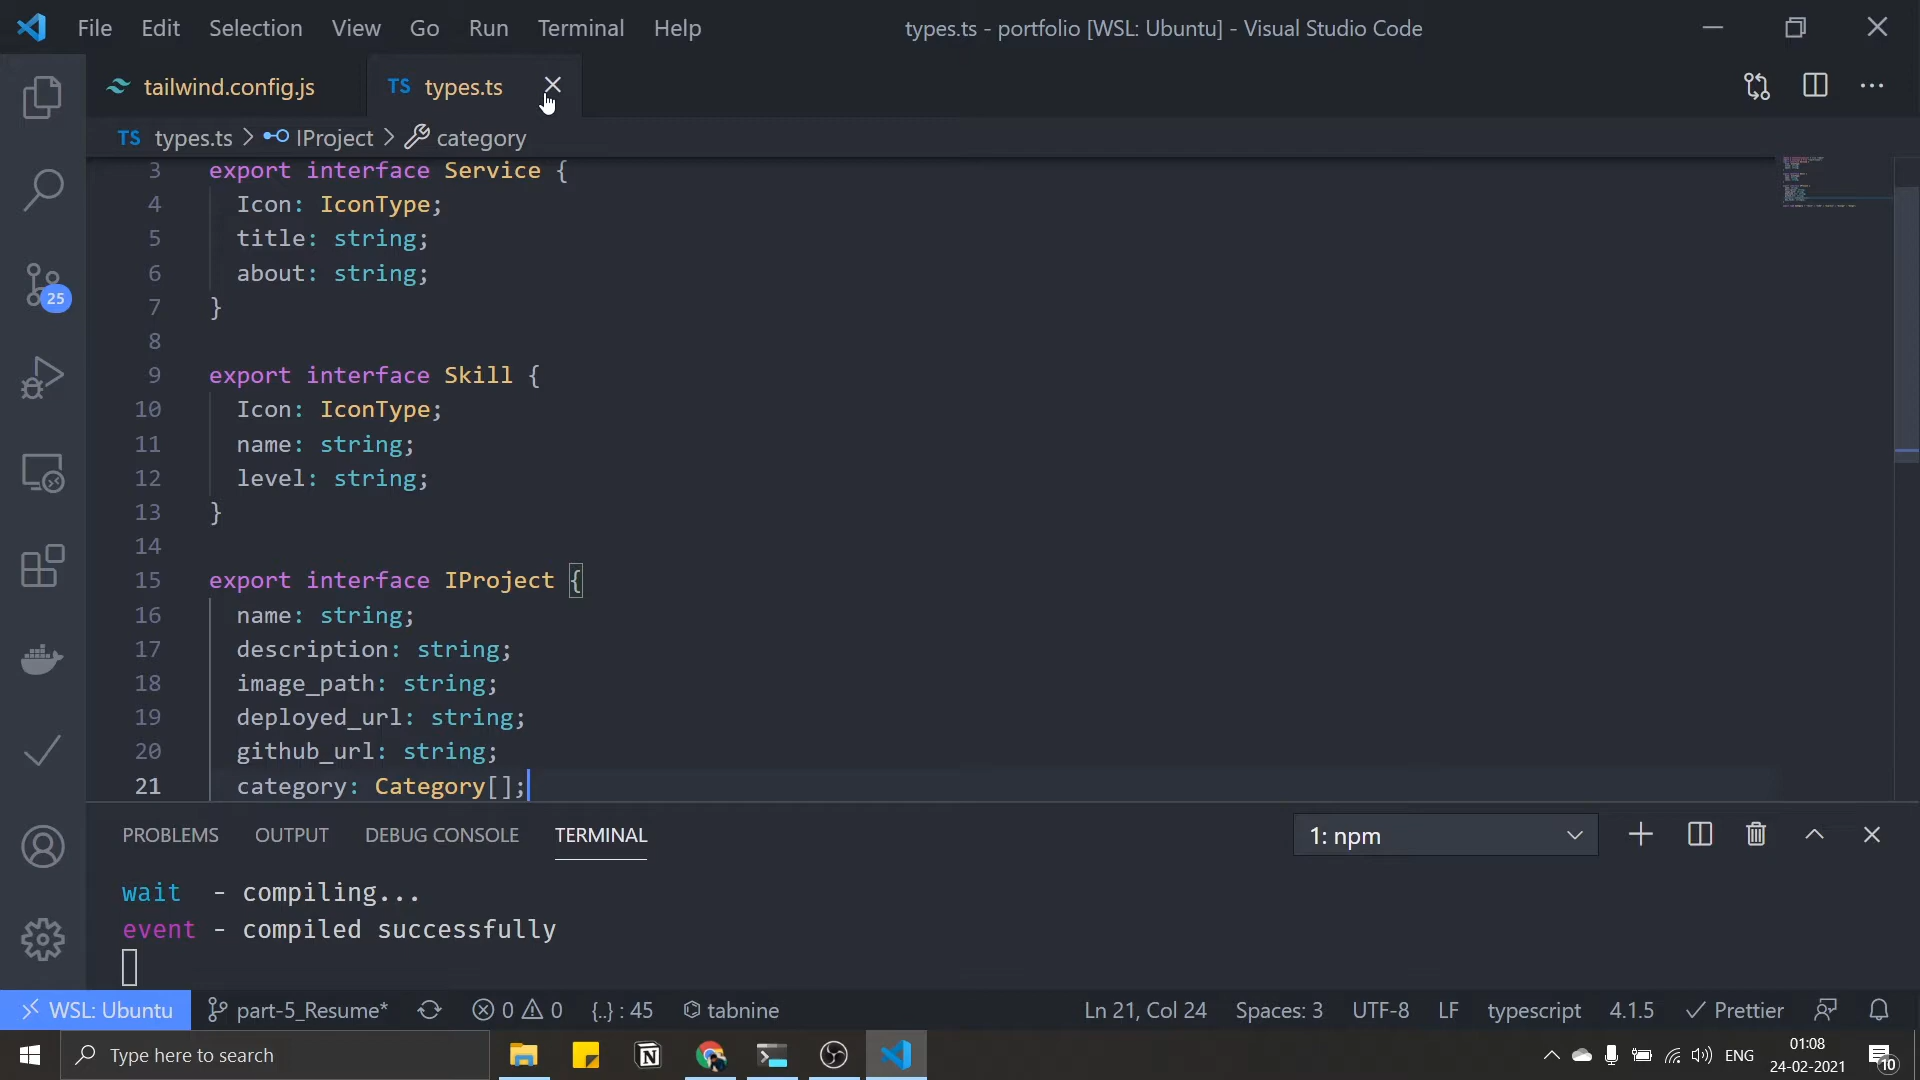 File Edit Selection View Go Run Terminal Help types.ts - portfolio [WSL: Ubuntu] - Visual Studio Code
tailwind.config.js TS types.ts
TS types.ts > IProject > category
3 export interface Service {
4 Icon: IconType;
5 title: string;
6 about: string;
7 }
8
9 export interface Skill {
10 Icon: IconType;
11 name: string;
12 level: string;
13 }
14
15 export interface IProject {
16 name: string;
17 description: string;
18 image_path: string;
19 deployed_url: string;
20 github_url: string;
21 category: Category[];
25
PROBLEMS OUTPUT DEBUG CONSOLE TERMINAL 1: npm
wait - compiling...
event - compiled successfully
WSL: Ubuntu part-5_Resume* 0 0 {..} : 45 tabnine Ln 21, Col 24 Spaces: 3 UTF-8 LF typescript 4.1.5 Prettier
Type here to search ENG 01:08
24-02-2021 10